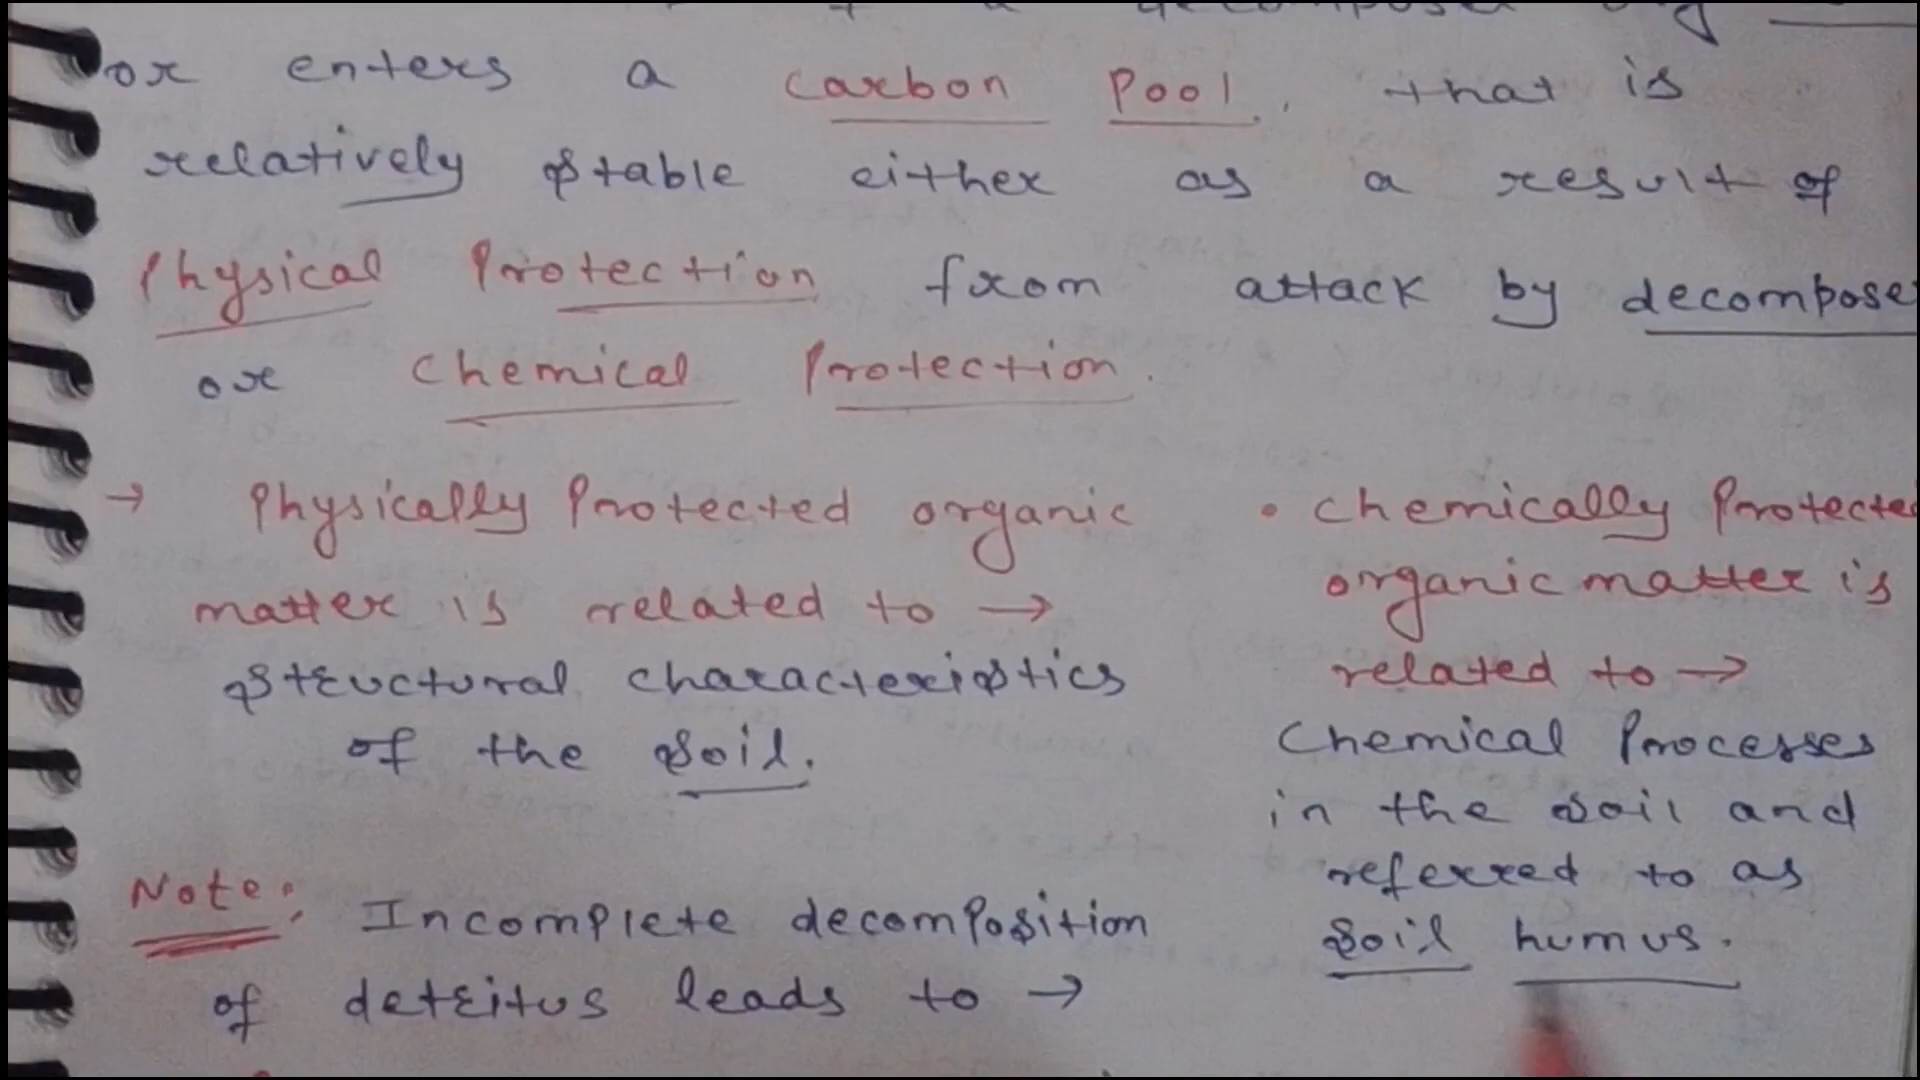 or enters a carbon Pool. that is
relatively stable either as a result of
Physical Protection from attack by decompose
or Chemical Protection.
→ Physically Protected organic
matter is related to →
structural characteristics
of the soil.
Note: Incomplete decomposition
of detritus leads to →
• Chemically Protected
organic matter is
related to →
Chemical Processes
in the soil and
referred to as
soil humus.